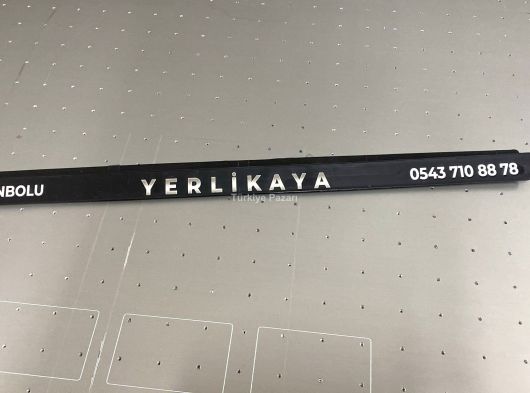 NBOLU YERLİKAYA 0543 710 88 78
Türkiye Pazarı